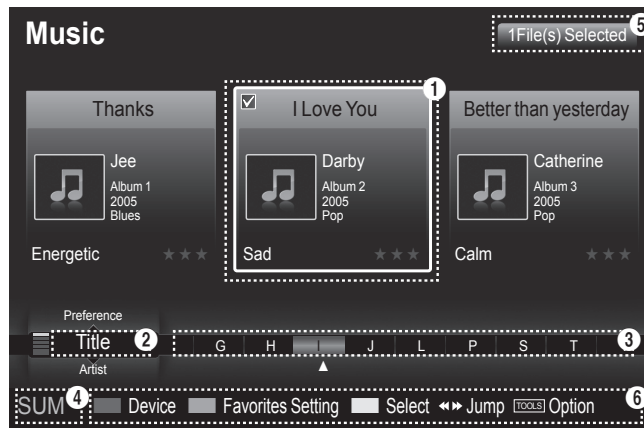 Music
1File(s) Selected
5
1
Thanks
Jee
Album 1
2005
Blues
Energetic
★★★
I Love You
Darby
Album 2
2005
Pop
Sad
★★★
Better than yesterday
Catherine
Album 3
2005
Pop
Calm
★★★
Preference
Title
2
Artist
G H I J L P S T
3
SUM
4
Device Favorites Setting Select ◀◀▶▶ Jump TOOLS Option
6